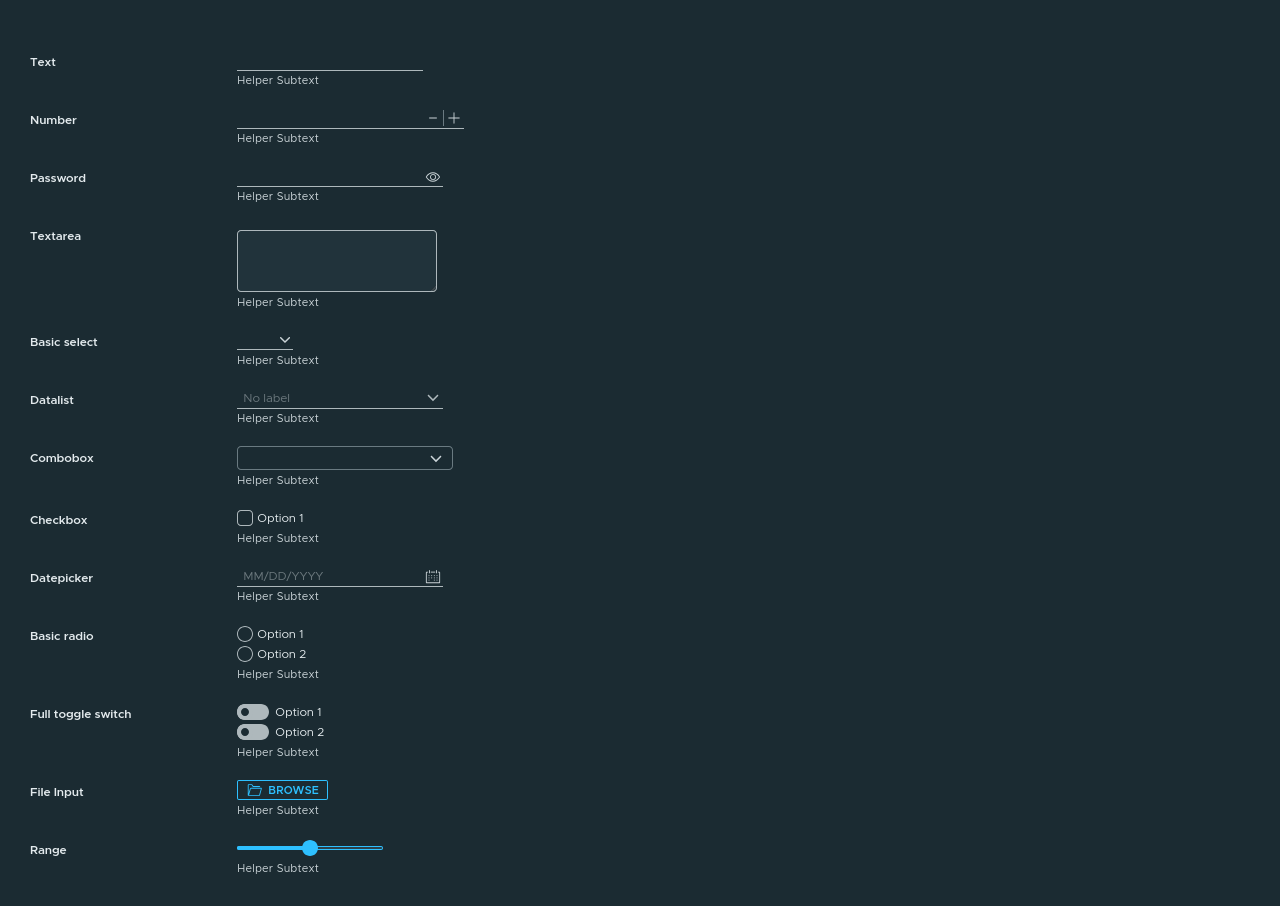 Text
Helper Subtext
Number
Helper Subtext
Password
Helper Subtext
Textarea
Helper Subtext
Basic select
Helper Subtext
Datalist
No label
Helper Subtext
Combobox
Helper Subtext
Checkbox
Option 1
Helper Subtext
Datepicker
MM/DD/YYYY
Helper Subtext
Basic radio
Option 1
Option 2
Helper Subtext
Full toggle switch
Option 1
Option 2
Helper Subtext
File Input
BROWSE
Helper Subtext
Range
Helper Subtext